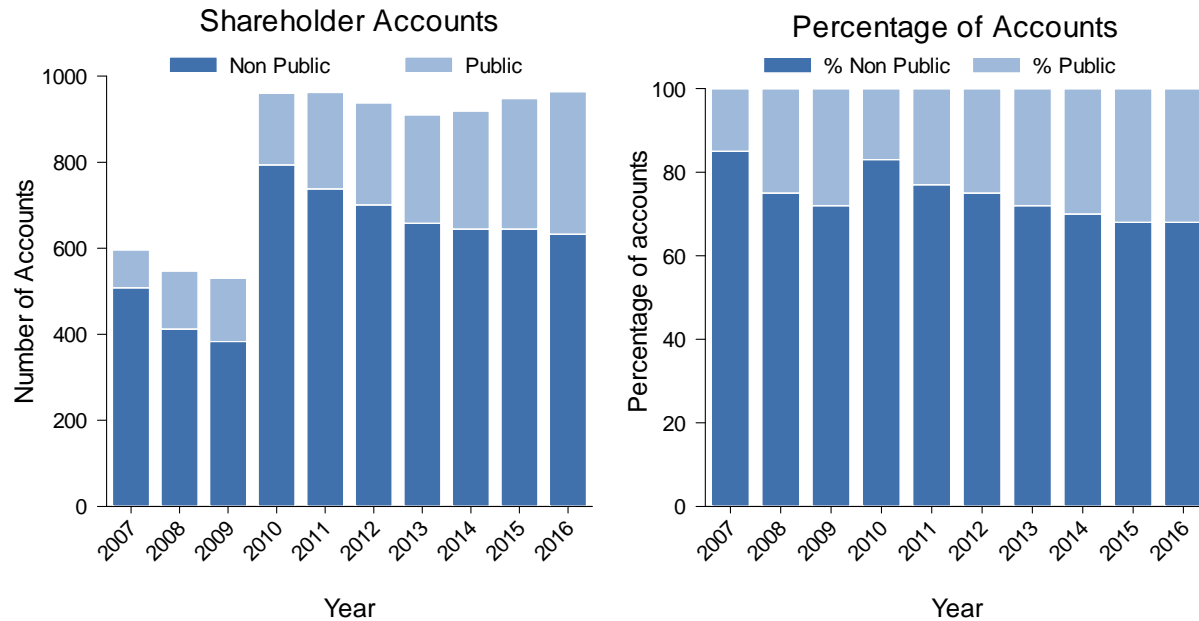 Shareholder Accounts
Non Public Public
Number of Accounts
1000
800
600
400
200
0
2007 2008 2009 2010 2011 2012 2013 2014 2015 2016
Year
Percentage of Accounts
% Non Public % Public
Percentage of accounts
100
80
60
40
20
0
2007 2008 2009 2010 2011 2012 2013 2014 2015 2016
Year